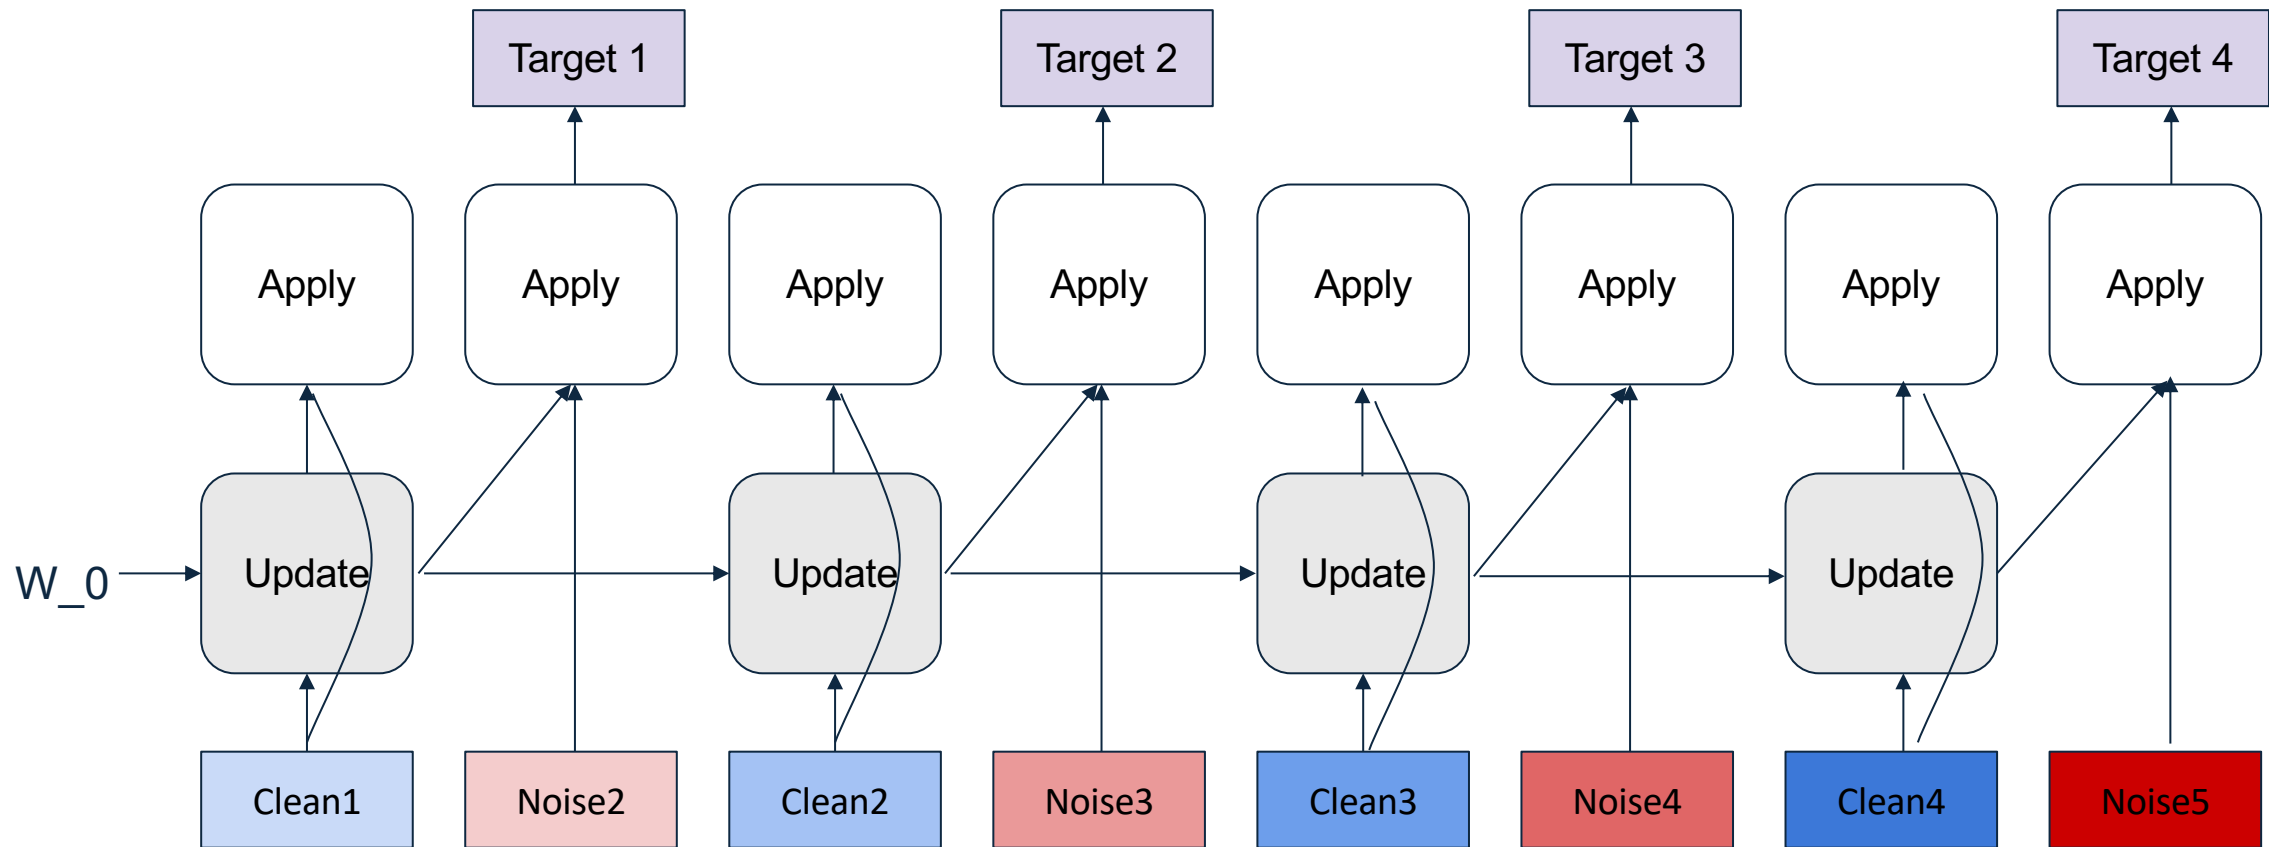 Target 1
Target 2
Target 3
Target 4
Apply
Apply
Apply
Apply
Apply
Apply
Apply
Apply
W_0
Update
Update
Update
Update
Clean1
Noise2
Clean2
Noise3
Clean3
Noise4
Clean4
Noise5